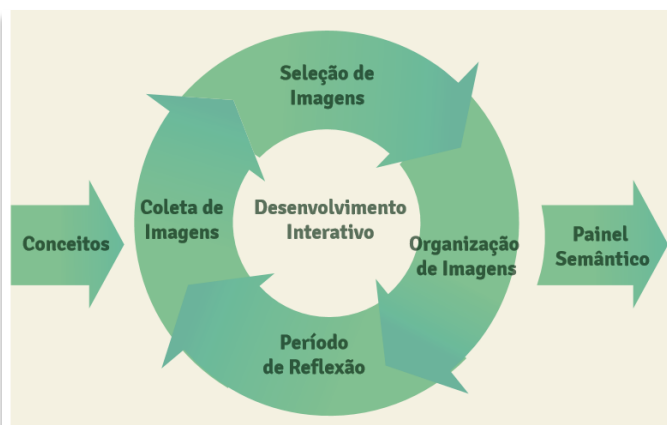 Seleção de
Imagens
Coleta de
Imagens
Desenvolvimento
Interativo
Conceitos
Organização
de Imagens
Painel
Semântico
Período
de Reflexão